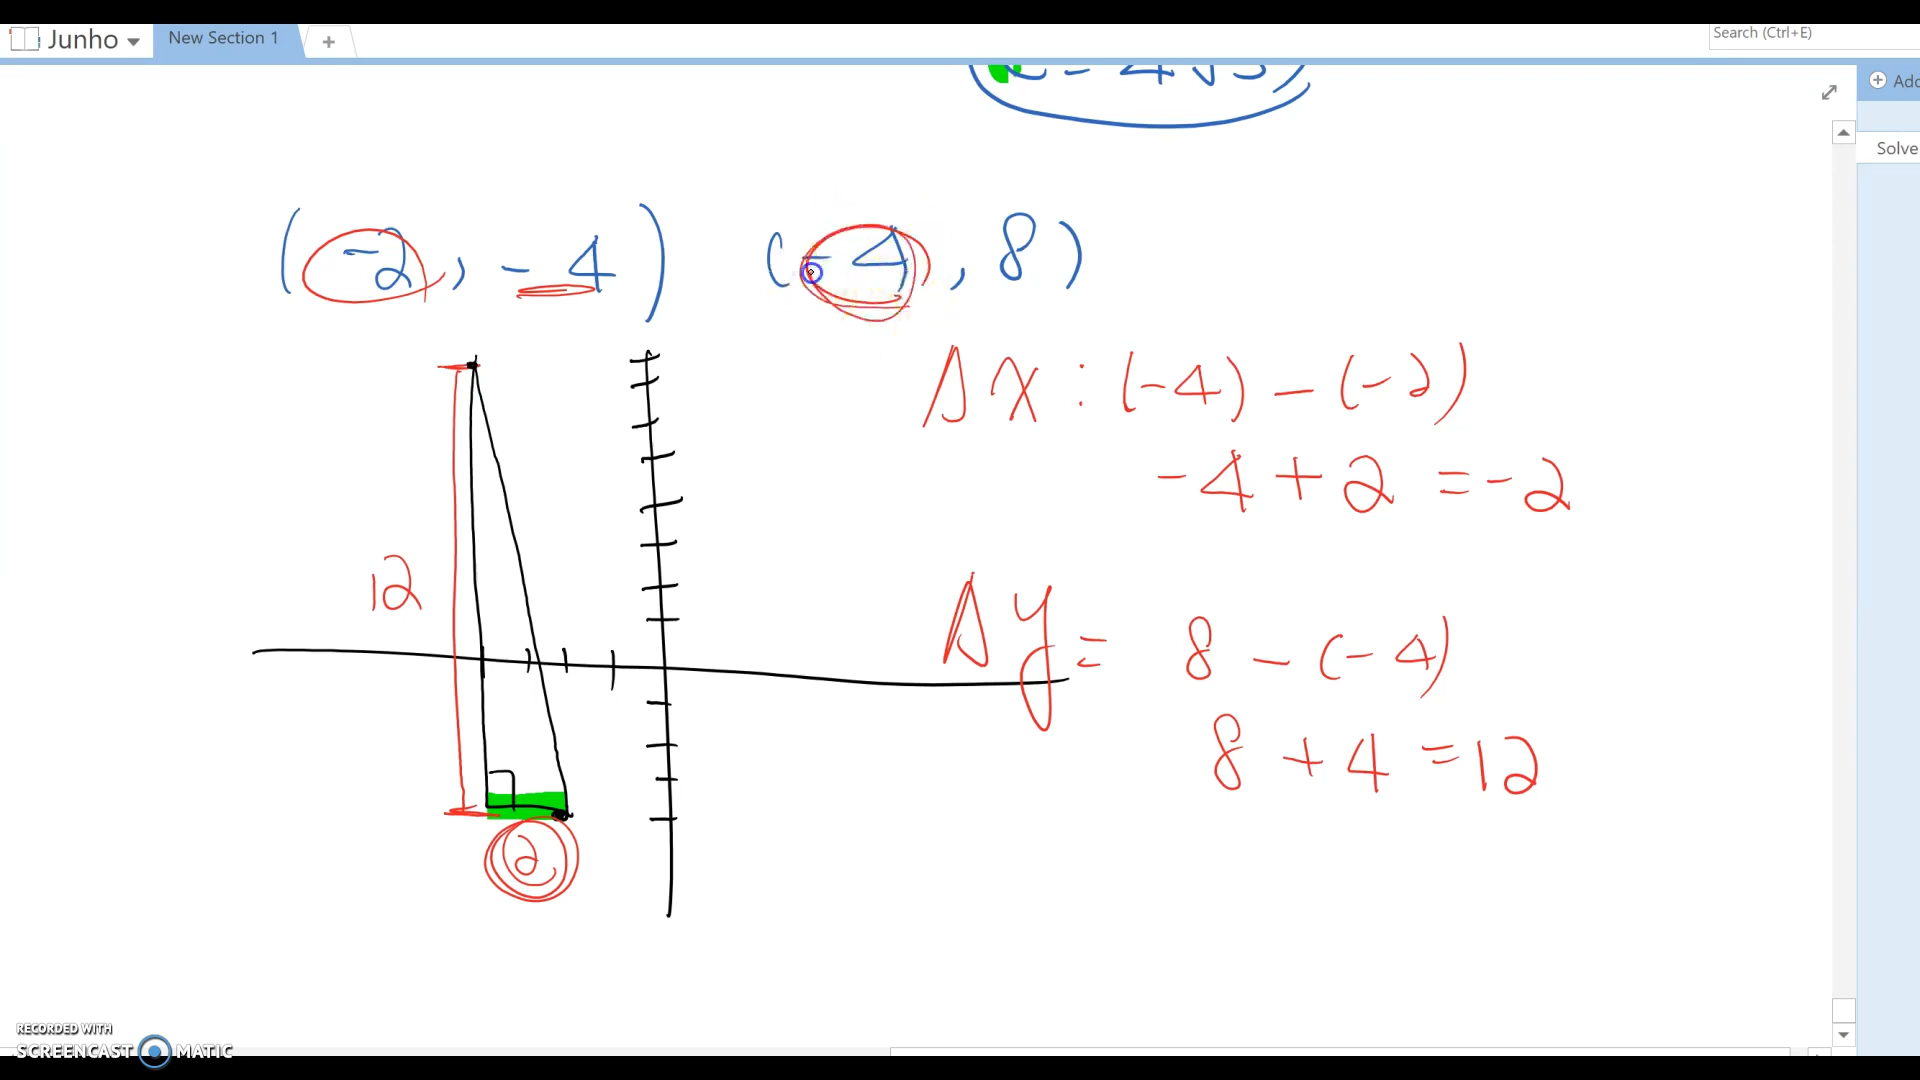 Junho
New Section 1
+
Search (Ctrl+E)
Add
Solve
(-2, -4) (-4, 8)
Δx : (-4) - (-2)
-4 + 2 = -2
12
Δy = 8 - (-4)
8 + 4 = 12
2
RECORDED WITH
SCREENCAST MATIC